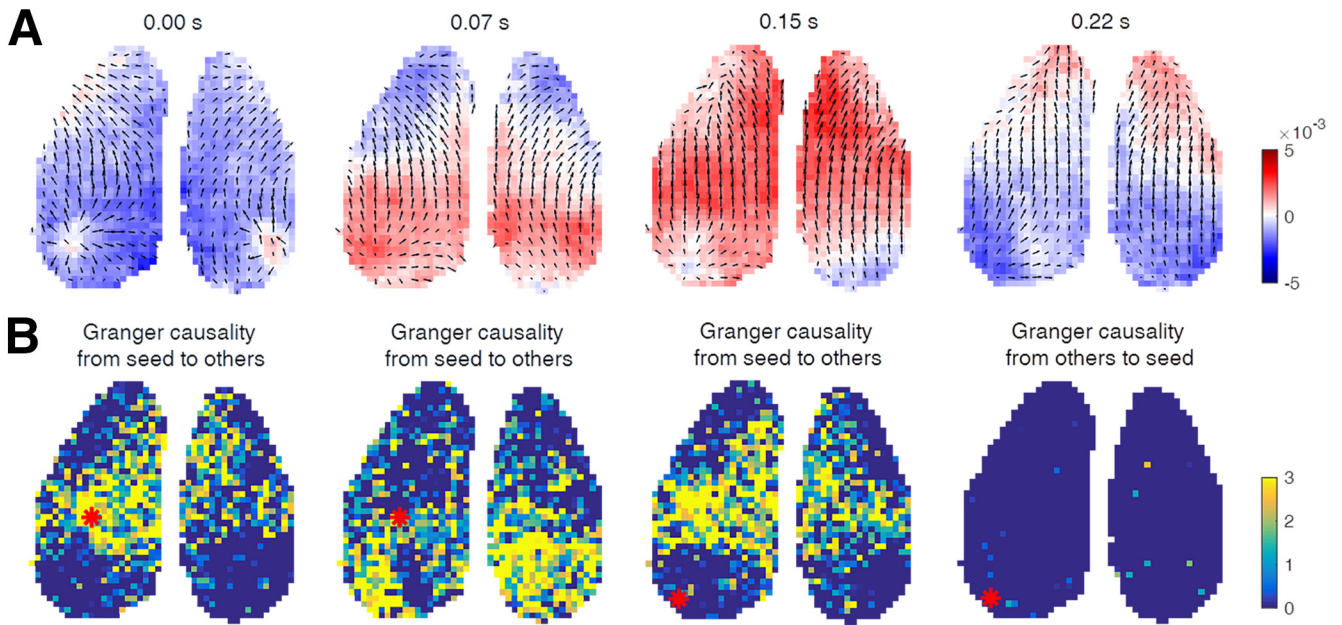 A
0.00 s
0.07 s
0.15 s
0.22 s
×10⁻³
5
0
-5
B
Granger causality
from seed to others
Granger causality
from seed to others
Granger causality
from seed to others
Granger causality
from others to seed
3
2
1
0